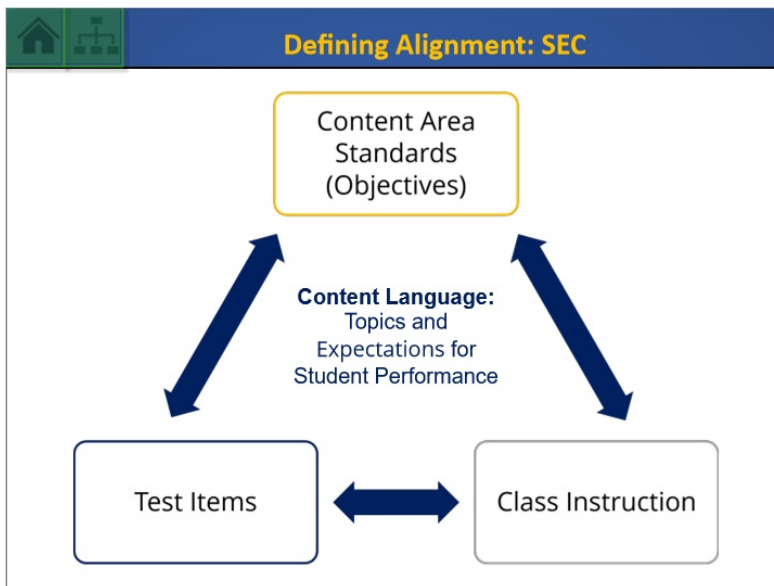 Defining Alignment: SEC
Content Area
Standards
(Objectives)
Content Language:
Topics and
Expectations for
Student Performance
Test Items
Class Instruction